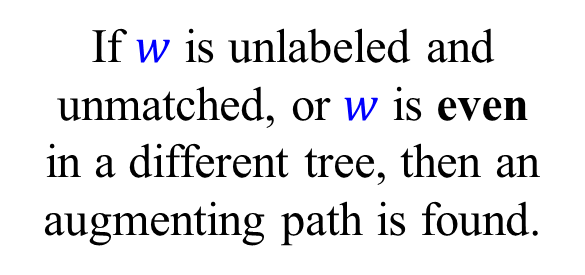 If w is unlabeled and
unmatched, or w is even
in a different tree, then an
augmenting path is found.